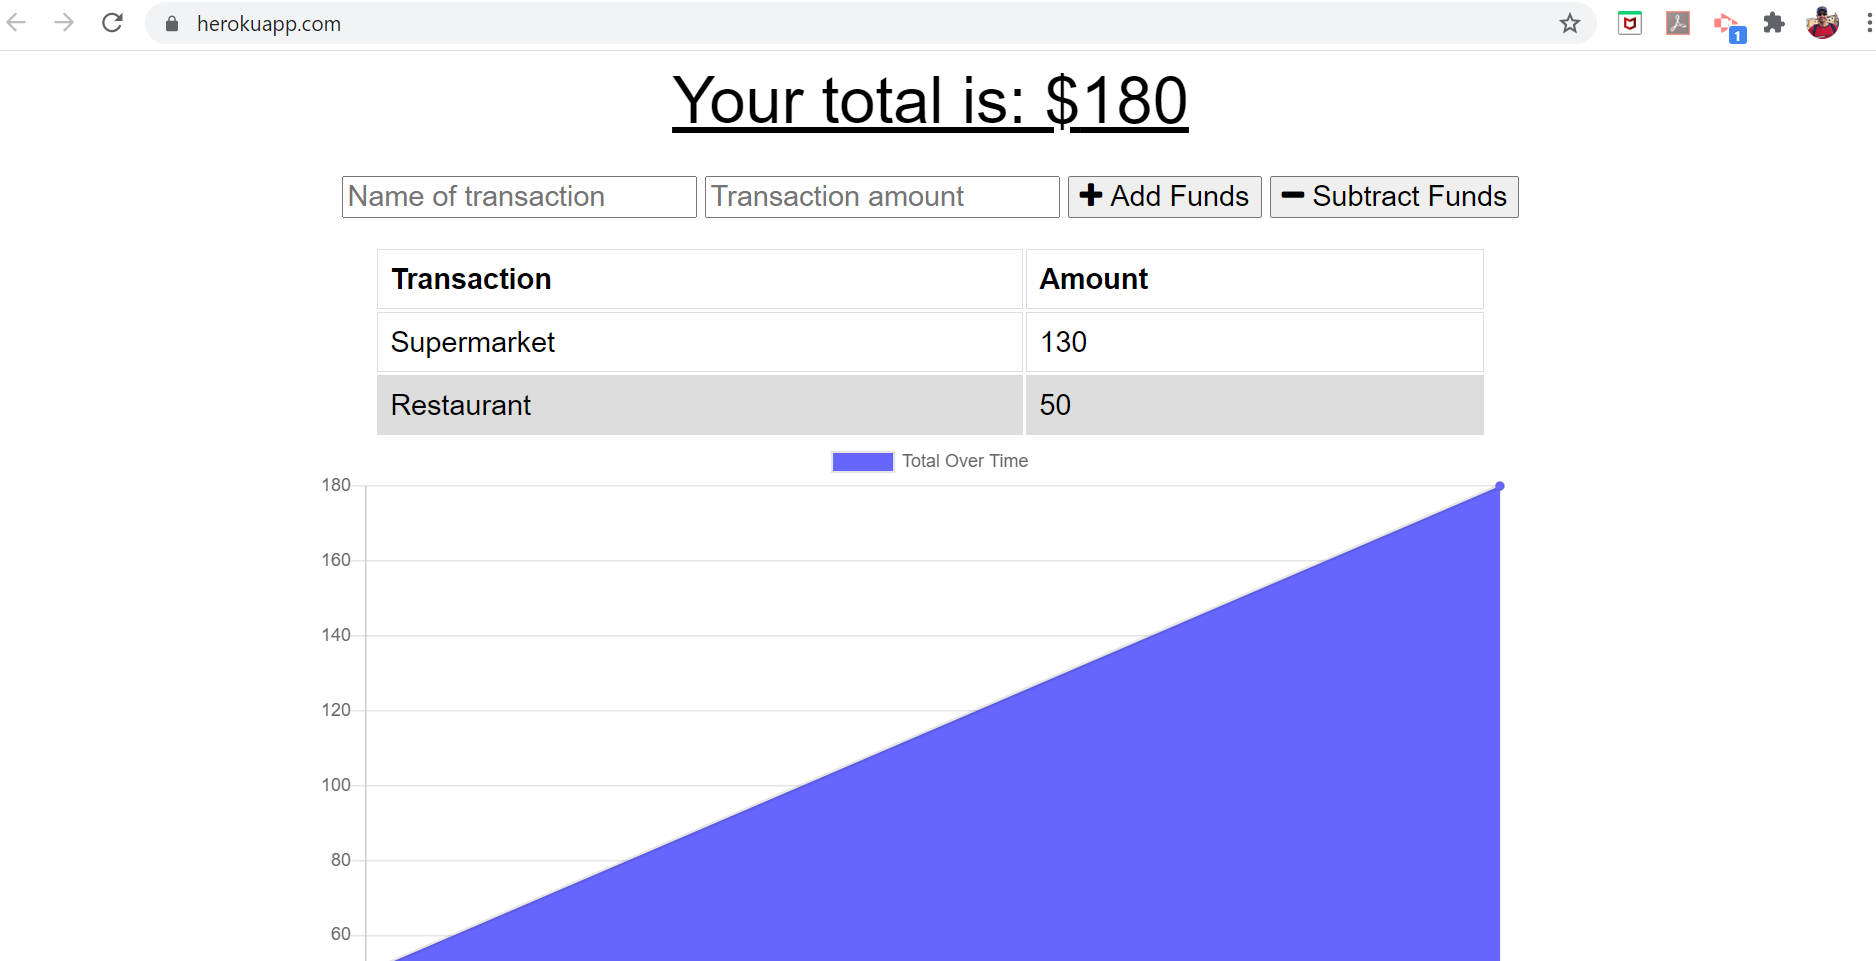 herokuapp.com
1
Your total is: $180
Name of transaction Transaction amount Add Funds Subtract Funds
Transaction Amount
Supermarket 130
Restaurant 50
Total Over Time
180
160
140
120
100
80
60